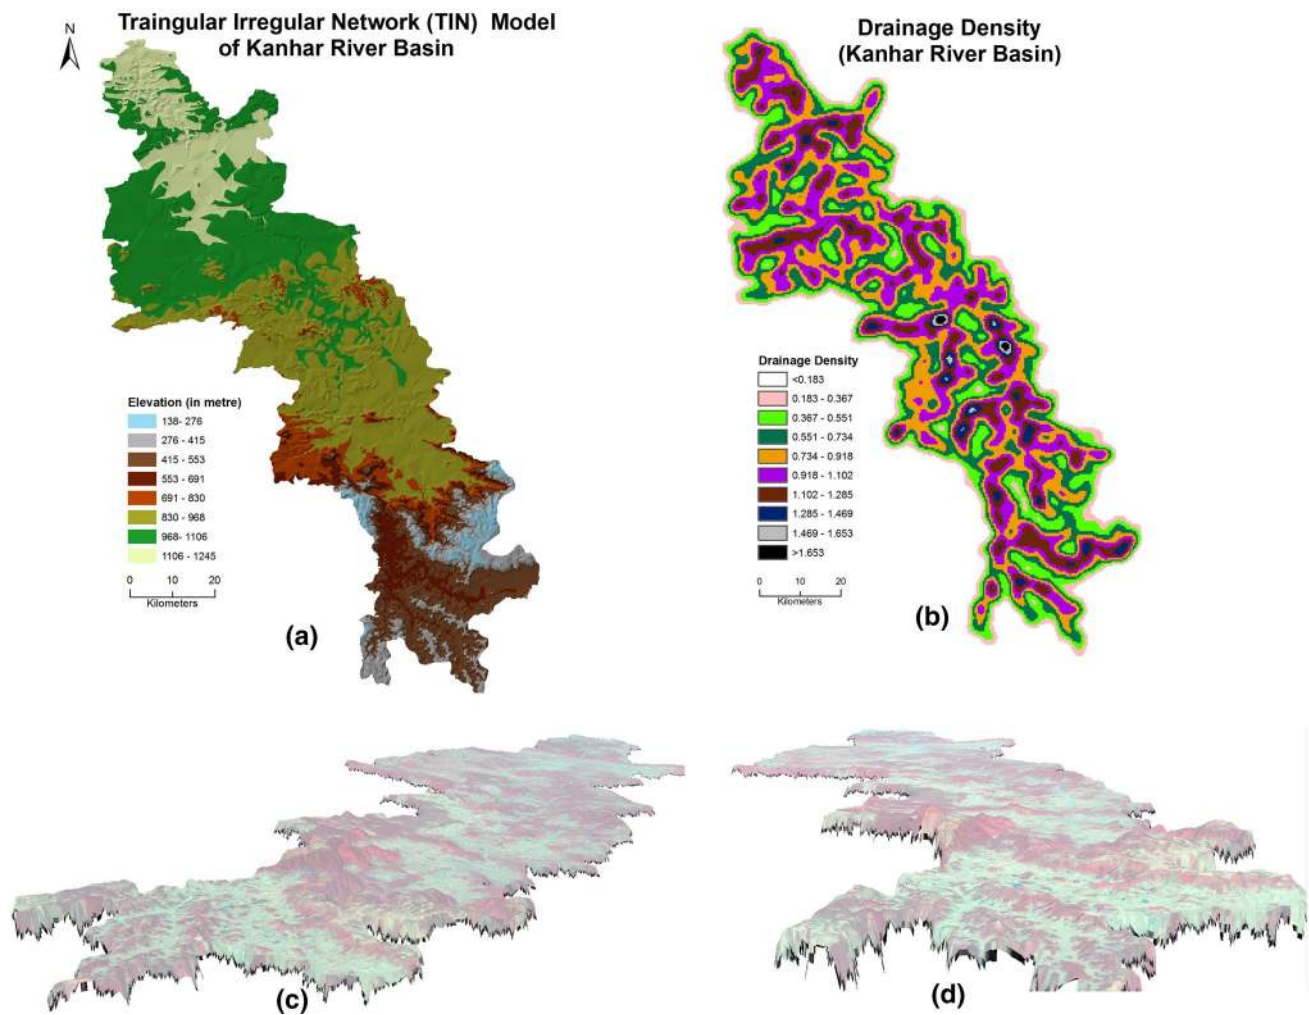 Traingular Irregular Network (TIN) Model
of Kanhar River Basin
N
Elevation (in metre)
138- 276
276 - 415
415 - 553
553 - 691
691 - 830
830 - 968
968- 1106
1106 - 1245
0 10 20
Kilometers
(a)
Drainage Density
(Kanhar River Basin)
Drainage Density
<0.183
0.183 - 0.367
0.367 - 0.551
0.551 - 0.734
0.734 - 0.918
0.918 - 1.102
1.102 - 1.285
1.285 - 1.469
1.469 - 1.653
>1.653
0 10 20
Kilometers
(b)
(c)
(d)